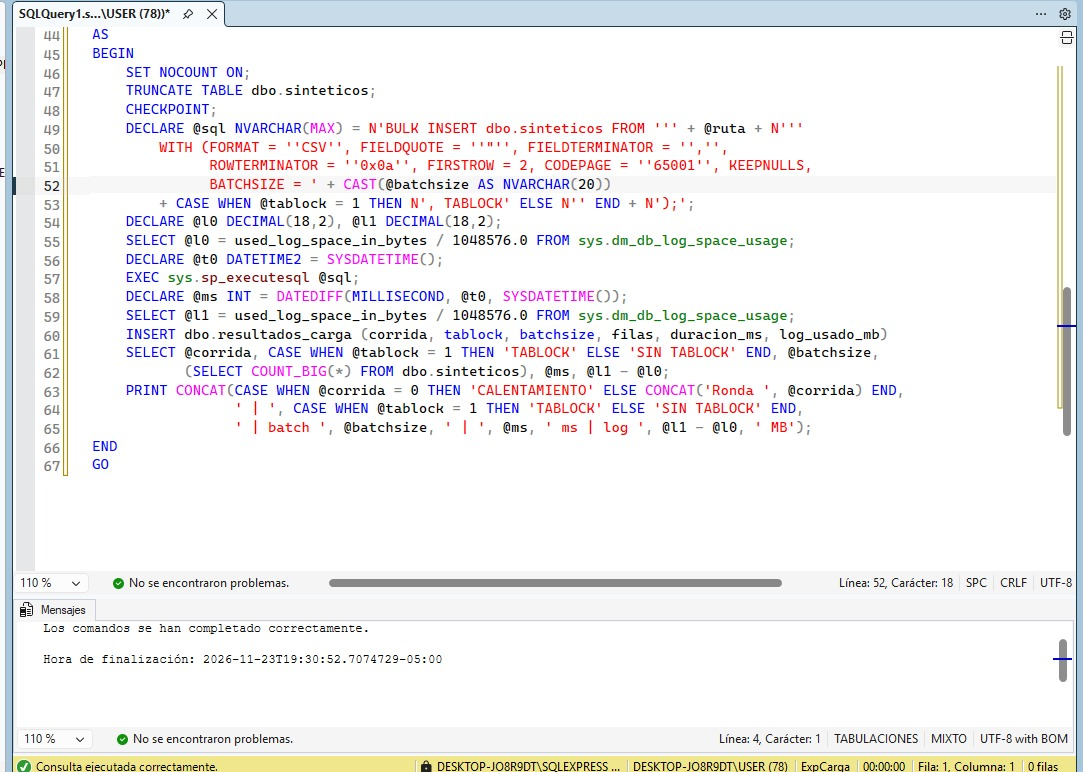 SQLQuery1.s...\USER (78))*
44 AS
45 BEGIN
46 SET NOCOUNT ON;
47 TRUNCATE TABLE dbo.sinteticos;
48 CHECKPOINT;
49 DECLARE @sql NVARCHAR(MAX) = N'BULK INSERT dbo.sinteticos FROM ''' + @ruta + N'''
50 WITH (FORMAT = ''CSV'', FIELDQUOTE = ''"'', FIELDTERMINATOR = '','',
51 ROWTERMINATOR = ''0x0a'', FIRSTROW = 2, CODEPAGE = ''65001'', KEEPNULLS,
52 BATCHSIZE = ' + CAST(@batchsize AS NVARCHAR(20))
53 + CASE WHEN @tablock = 1 THEN N', TABLOCK' ELSE N'' END + N');';
54 DECLARE @l0 DECIMAL(18,2), @l1 DECIMAL(18,2);
55 SELECT @l0 = used_log_space_in_bytes / 1048576.0 FROM sys.dm_db_log_space_usage;
56 DECLARE @t0 DATETIME2 = SYSDATETIME();
57 EXEC sys.sp_executesql @sql;
58 DECLARE @ms INT = DATEDIFF(MILLISECOND, @t0, SYSDATETIME());
59 SELECT @l1 = used_log_space_in_bytes / 1048576.0 FROM sys.dm_db_log_space_usage;
60 INSERT dbo.resultados_carga (corrida, tablock, batchsize, filas, duracion_ms, log_usado_mb)
61 SELECT @corrida, CASE WHEN @tablock = 1 THEN 'TABLOCK' ELSE 'SIN TABLOCK' END, @batchsize,
62 (SELECT COUNT_BIG(*) FROM dbo.sinteticos), @ms, @l1 - @l0;
63 PRINT CONCAT(CASE WHEN @corrida = 0 THEN 'CALENTAMIENTO' ELSE CONCAT('Ronda ', @corrida) END,
64 ' | ', CASE WHEN @tablock = 1 THEN 'TABLOCK' ELSE 'SIN TABLOCK' END,
65 ' | batch ', @batchsize, ' | ', @ms, ' ms | log ', @l1 - @l0, ' MB');
66 END
67 GO
110 % No se encontraron problemas. Línea: 52, Carácter: 18 SPC CRLF UTF-8
Mensajes
Los comandos se han completado correctamente.
Hora de finalización: 2026-11-23T19:30:52.7074729-05:00
110 % No se encontraron problemas. Línea: 4, Carácter: 1 TABULACIONES MIXTO UTF-8 with BOM
Consulta ejecutada correctamente. DESKTOP-JO8R9DT\SQLEXPRESS ... DESKTOP-JO8R9DT\USER (78) ExpCarga 00:00:00 Fila: 1, Columna: 1 0 filas